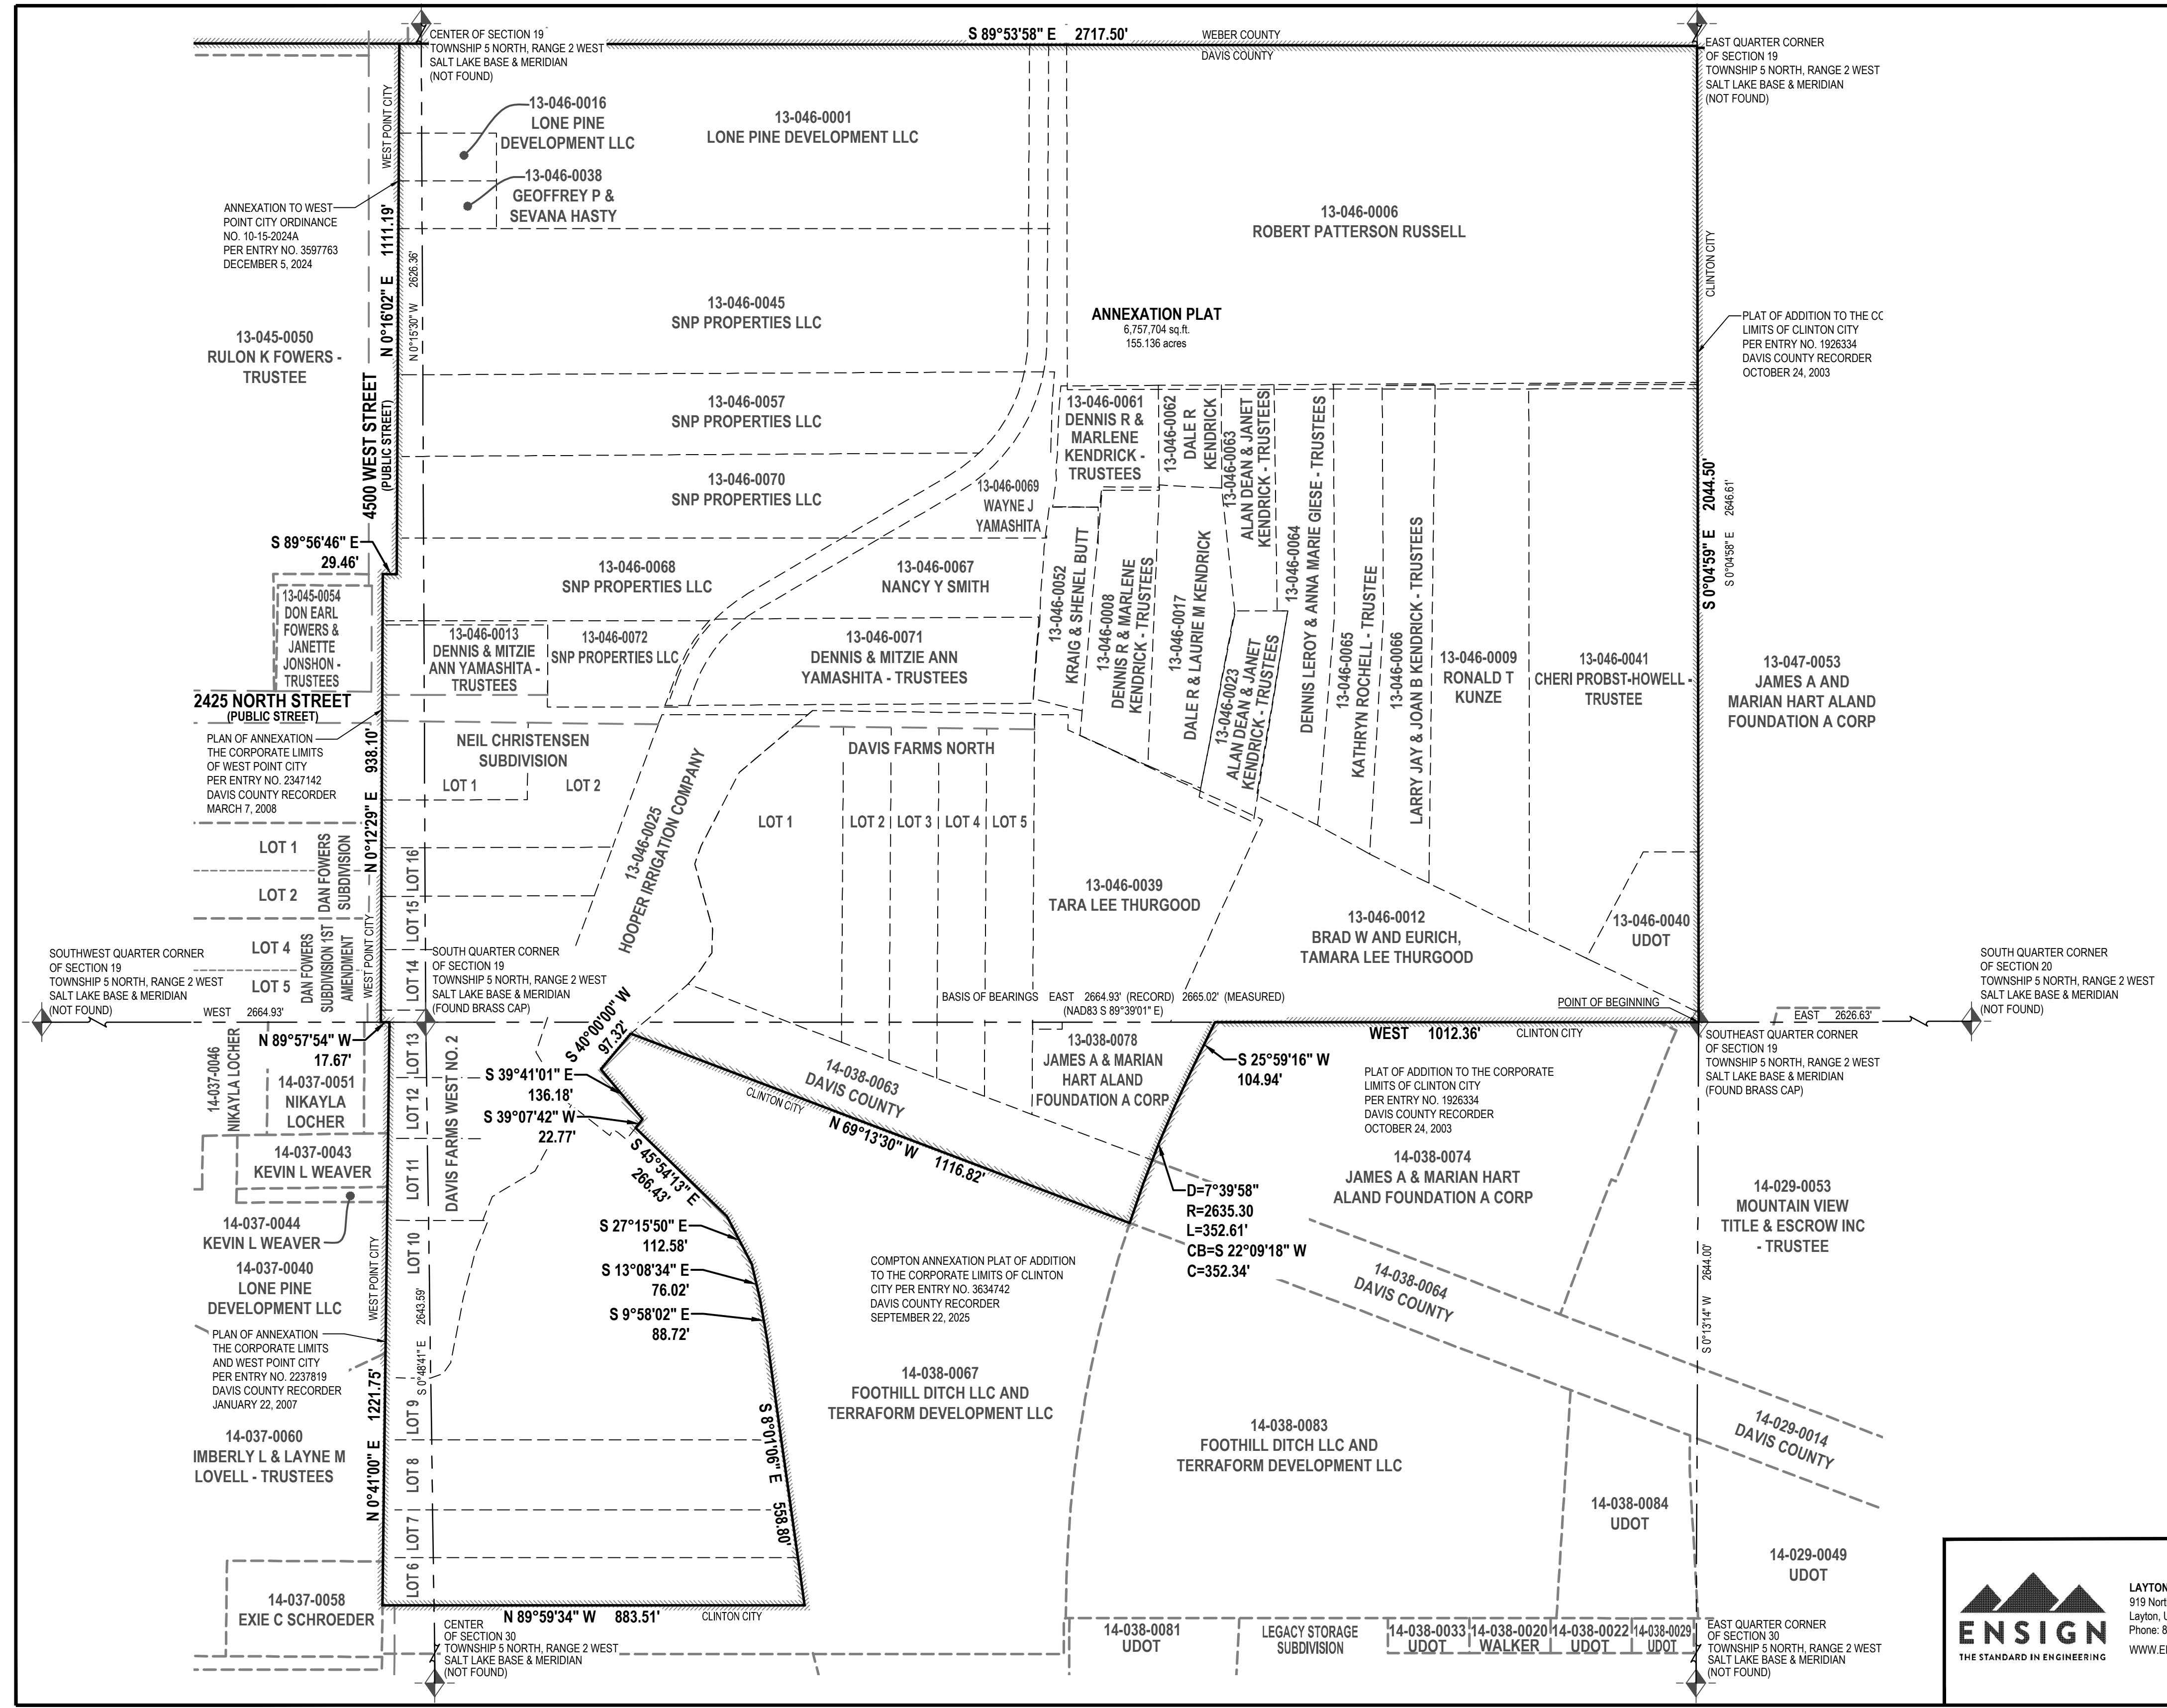 CENTER OF SECTION 19
TOWNSHIP 5 NORTH, RANGE 2 WEST
SALT LAKE BASE & MERIDIAN
(NOT FOUND)
S 89°53'58" E 2717.50'
WEBER COUNTY
DAVIS COUNTY
EAST QUARTER CORNER
OF SECTION 19
TOWNSHIP 5 NORTH, RANGE 2 WEST
SALT LAKE BASE & MERIDIAN
(NOT FOUND)
WEST POINT CITY
13-046-0016
LONE PINE
DEVELOPMENT LLC
13-046-0001
LONE PINE DEVELOPMENT LLC
13-046-0038
GEOFFREY P &
SEVANA HASTY
ANNEXATION TO WEST
POINT CITY ORDINANCE
NO. 10-15-2024A
PER ENTRY NO. 3597763
DECEMBER 5, 2024
N 0°16'02" E 1111.19'
N 0°15'30" W 2626.36'
13-046-0006
ROBERT PATTERSON RUSSELL
CLINTON CITY
13-046-0045
SNP PROPERTIES LLC
ANNEXATION PLAT
6,757,704 sq.ft.
155.136 acres
PLAT OF ADDITION TO THE CO
LIMITS OF CLINTON CITY
PER ENTRY NO. 1926334
DAVIS COUNTY RECORDER
OCTOBER 24, 2003
13-045-0050
RULON K FOWERS -
TRUSTEE
4500 WEST STREET
(PUBLIC STREET)
13-046-0057
SNP PROPERTIES LLC
13-046-0070
SNP PROPERTIES LLC
13-046-0069
WAYNE J
YAMASHITA
13-046-0061
DENNIS R &
MARLENE
KENDRICK -
TRUSTEES
13-046-0062
DALE R
KENDRICK
13-046-0063
ALAN DEAN & JANET
KENDRICK - TRUSTEES
13-046-0064
DENNIS LEROY & ANNA MARIE GIESE - TRUSTEES
13-046-0065
KATHRYN ROCHELL - TRUSTEE
13-046-0066
LARRY JAY & JOAN B KENDRICK - TRUSTEES
S 0°04'59" E 2044.50'
S 0°04'58" E 2646.61'
S 89°56'46" E
29.46'
13-046-0068
SNP PROPERTIES LLC
13-046-0067
NANCY Y SMITH
13-046-0052
KRAIG & SHENEL BUTT
13-046-0008
DENNIS R & MARLENE
KENDRICK - TRUSTEES
13-046-0017
DALE R & LAURIE M KENDRICK
13-046-0023
ALAN DEAN & JANET
KENDRICK - TRUSTEES
13-045-0054
DON EARL
FOWERS &
JANETTE
JONSHON -
TRUSTEES
13-046-0013
DENNIS & MITZIE
ANN YAMASHITA -
TRUSTEES
13-046-0072
SNP PROPERTIES LLC
13-046-0071
DENNIS & MITZIE ANN
YAMASHITA - TRUSTEES
13-046-0009
RONALD T
KUNZE
13-046-0041
CHERI PROBST-HOWELL -
TRUSTEE
13-047-0053
JAMES A AND
MARIAN HART ALAND
FOUNDATION A CORP
2425 NORTH STREET
(PUBLIC STREET)
PLAN OF ANNEXATION
THE CORPORATE LIMITS
OF WEST POINT CITY
PER ENTRY NO. 2347142
DAVIS COUNTY RECORDER
MARCH 7, 2008
N 0°12'29" E 938.10'
NEIL CHRISTENSEN
SUBDIVISION
LOT 1
LOT 2
13-046-0025
HOOPER IRRIGATION COMPANY
DAVIS FARMS NORTH
LOT 1
LOT 2
LOT 3
LOT 4
LOT 5
LOT 1
LOT 2
DAN FOWERS
SUBDIVISION
LOT 4
LOT 5
DAN FOWERS
SUBDIVISION 1ST
AMENDMENT
WEST POINT CITY
LOT 16
LOT 15
LOT 14
13-046-0039
TARA LEE THURGOOD
13-046-0012
BRAD W AND EURICH,
TAMARA LEE THURGOOD
13-046-0040
UDOT
SOUTHWEST QUARTER CORNER
OF SECTION 19
TOWNSHIP 5 NORTH, RANGE 2 WEST
SALT LAKE BASE & MERIDIAN
(NOT FOUND)
WEST 2664.93'
SOUTH QUARTER CORNER
OF SECTION 19
TOWNSHIP 5 NORTH, RANGE 2 WEST
SALT LAKE BASE & MERIDIAN
(FOUND BRASS CAP)
BASIS OF BEARINGS EAST 2664.93' (RECORD) 2665.02' (MEASURED)
(NAD83 S 89°39'01" E)
POINT OF BEGINNING
SOUTH QUARTER CORNER
OF SECTION 20
TOWNSHIP 5 NORTH, RANGE 2 WEST
SALT LAKE BASE & MERIDIAN
(NOT FOUND)
EAST 2626.63'
N 89°57'54" W
17.67'
S 40°00'00" W
97.32'
WEST 1012.36'
CLINTON CITY
SOUTHEAST QUARTER CORNER
OF SECTION 19
TOWNSHIP 5 NORTH, RANGE 2 WEST
SALT LAKE BASE & MERIDIAN
(FOUND BRASS CAP)
14-037-0046
NIKAYLA LOCHER
14-037-0051
NIKAYLA
LOCHER
LOT 13
LOT 12
LOT 11
DAVIS FARMS WEST NO. 2
S 39°41'01" E
136.18'
S 39°07'42" W
22.77'
S 45°54'13" E
266.43'
14-038-0063
DAVIS COUNTY
CLINTON CITY
N 69°13'30" W 1116.82'
13-038-0078
JAMES A & MARIAN
HART ALAND
FOUNDATION A CORP
S 25°59'16" W
104.94'
PLAT OF ADDITION TO THE CORPORATE
LIMITS OF CLINTON CITY
PER ENTRY NO. 1926334
DAVIS COUNTY RECORDER
OCTOBER 24, 2003
14-038-0074
JAMES A & MARIAN HART
ALAND FOUNDATION A CORP
D=7°39'58"
R=2635.30
L=352.61'
CB=S 22°09'18" W
C=352.34'
14-029-0053
MOUNTAIN VIEW
TITLE & ESCROW INC
- TRUSTEE
S 0°13'14" W 2644.00'
14-037-0043
KEVIN L WEAVER
14-037-0044
KEVIN L WEAVER
14-037-0040
LONE PINE
DEVELOPMENT LLC
WEST POINT CITY
PLAN OF ANNEXATION
THE CORPORATE LIMITS
AND WEST POINT CITY
PER ENTRY NO. 2237819
DAVIS COUNTY RECORDER
JANUARY 22, 2007
N 0°41'00" E 1221.75'
S 0°48'41" E 2643.59'
LOT 10
LOT 9
LOT 8
LOT 7
LOT 6
S 27°15'50" E
112.58'
S 13°08'34" E
76.02'
S 9°58'02" E
88.72'
S 8°01'06" E 558.80'
COMPTON ANNEXATION PLAT OF ADDITION
TO THE CORPORATE LIMITS OF CLINTON
CITY PER ENTRY NO. 3634742
DAVIS COUNTY RECORDER
SEPTEMBER 22, 2025
14-038-0064
DAVIS COUNTY
14-038-0067
FOOTHILL DITCH LLC AND
TERRAFORM DEVELOPMENT LLC
14-038-0083
FOOTHILL DITCH LLC AND
TERRAFORM DEVELOPMENT LLC
14-029-0014
DAVIS COUNTY
14-037-0060
IMBERLY L & LAYNE M
LOVELL - TRUSTEES
14-038-0084
UDOT
14-029-0049
UDOT
14-037-0058
EXIE C SCHROEDER
N 89°59'34" W 883.51'
CLINTON CITY
CENTER
OF SECTION 30
TOWNSHIP 5 NORTH, RANGE 2 WEST
SALT LAKE BASE & MERIDIAN
(NOT FOUND)
14-038-0081
UDOT
LEGACY STORAGE
SUBDIVISION
14-038-0033
UDOT
14-038-0020
WALKER
14-038-0022
UDOT
14-038-0029
UDOT
EAST QUARTER CORNER
OF SECTION 30
TOWNSHIP 5 NORTH, RANGE 2 WEST
SALT LAKE BASE & MERIDIAN
(NOT FOUND)
ENSIGN
THE STANDARD IN ENGINEERING
LAYTON
919 Nort
Layton, U
Phone: 8
WWW.E